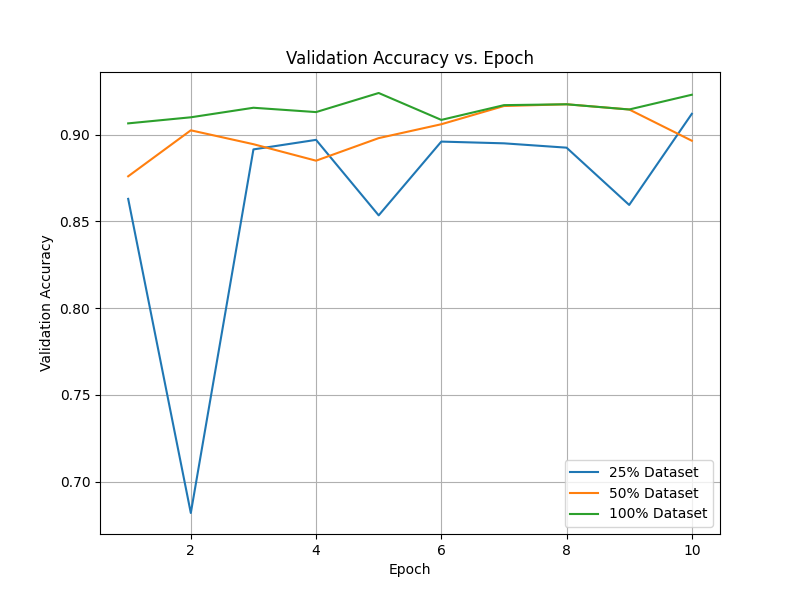 Validation Accuracy vs. Epoch
Validation Accuracy
0.90
0.85
0.80
0.75
0.70
25% Dataset
50% Dataset
100% Dataset
2 4 6 8 10
Epoch